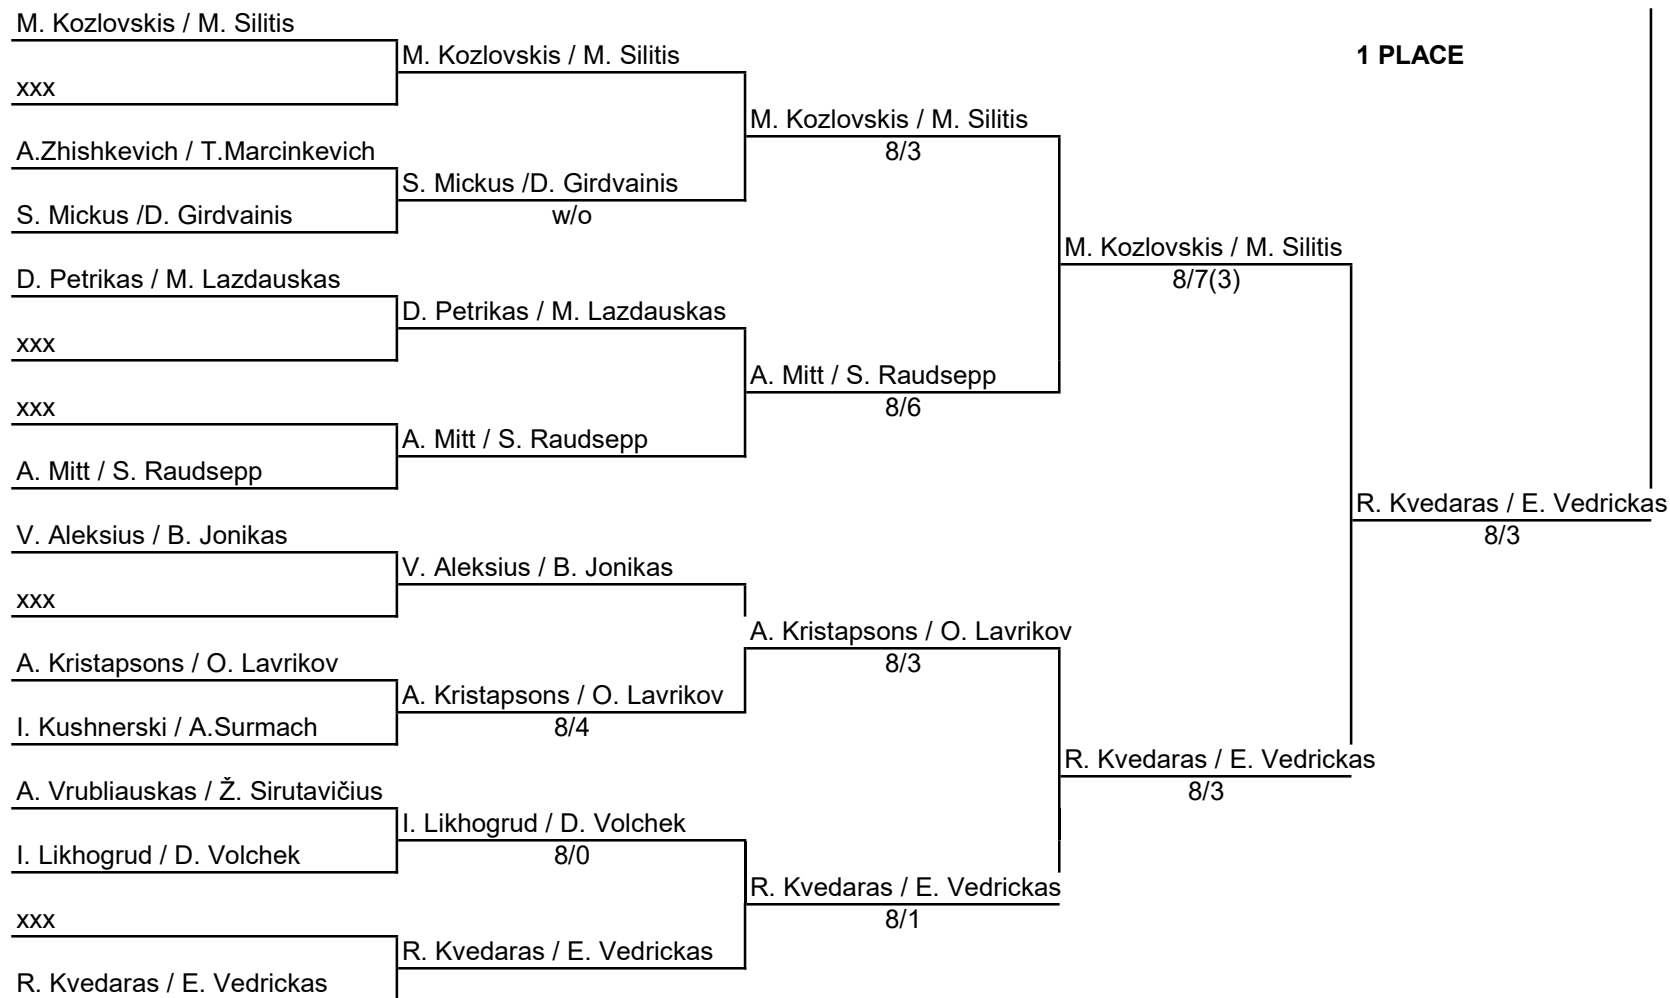 M. Kozlovskis / M. Silitis
M. Kozlovskis / M. Silitis
1 PLACE
xxx
M. Kozlovskis / M. Silitis
A.Zhishkevich / T.Marcinkevich
8/3
S. Mickus /D. Girdvainis
S. Mickus /D. Girdvainis
w/o
M. Kozlovskis / M. Silitis
D. Petrikas / M. Lazdauskas
8/7(3)
D. Petrikas / M. Lazdauskas
xxx
A. Mitt / S. Raudsepp
xxx
8/6
A. Mitt / S. Raudsepp
A. Mitt / S. Raudsepp
R. Kvedaras / E. Vedrickas
V. Aleksius / B. Jonikas
8/3
V. Aleksius / B. Jonikas
xxx
A. Kristapsons / O. Lavrikov
A. Kristapsons / O. Lavrikov
8/3
A. Kristapsons / O. Lavrikov
I. Kushnerski / A.Surmach
8/4
R. Kvedaras / E. Vedrickas
A. Vrubliauskas / Ž. Sirutavičius
8/3
I. Likhogrud / D. Volchek
I. Likhogrud / D. Volchek
8/0
R. Kvedaras / E. Vedrickas
xxx
8/1
R. Kvedaras / E. Vedrickas
R. Kvedaras / E. Vedrickas